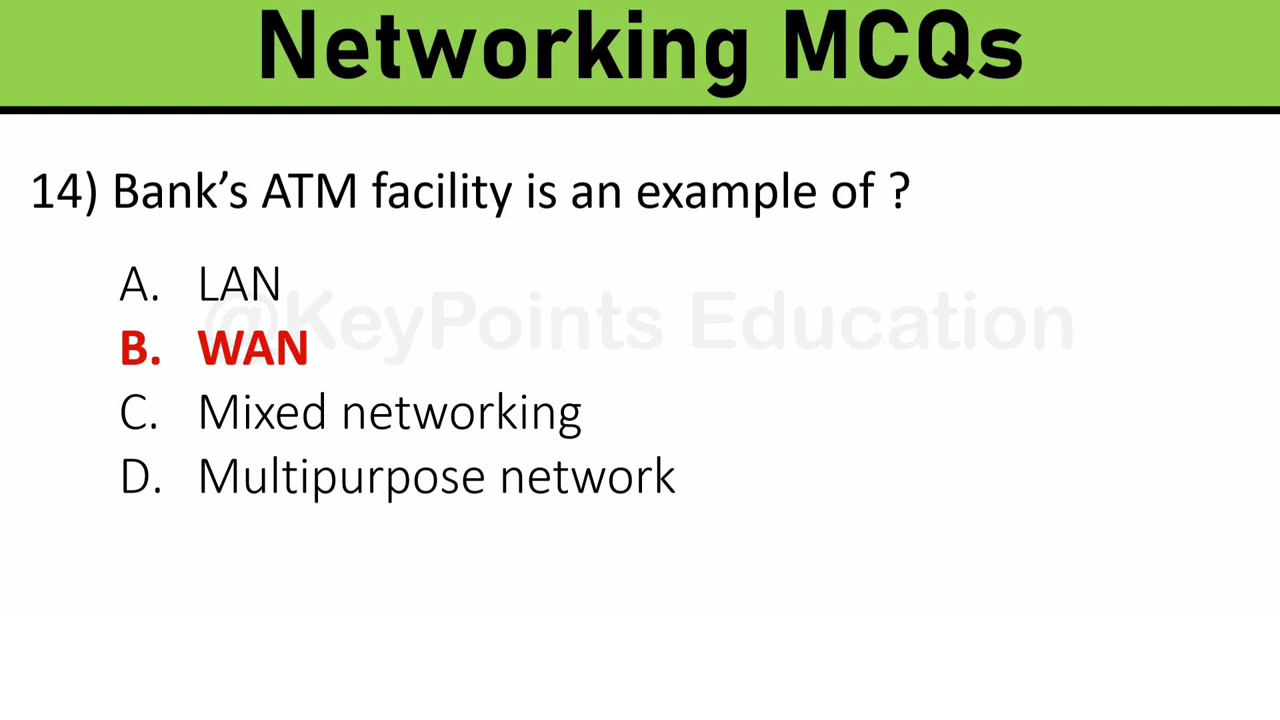 Networking MCQs
14) Bank’s ATM facility is an example of ?
A. LAN
@KeyPoints Education
B. WAN
C. Mixed networking
D. Multipurpose network